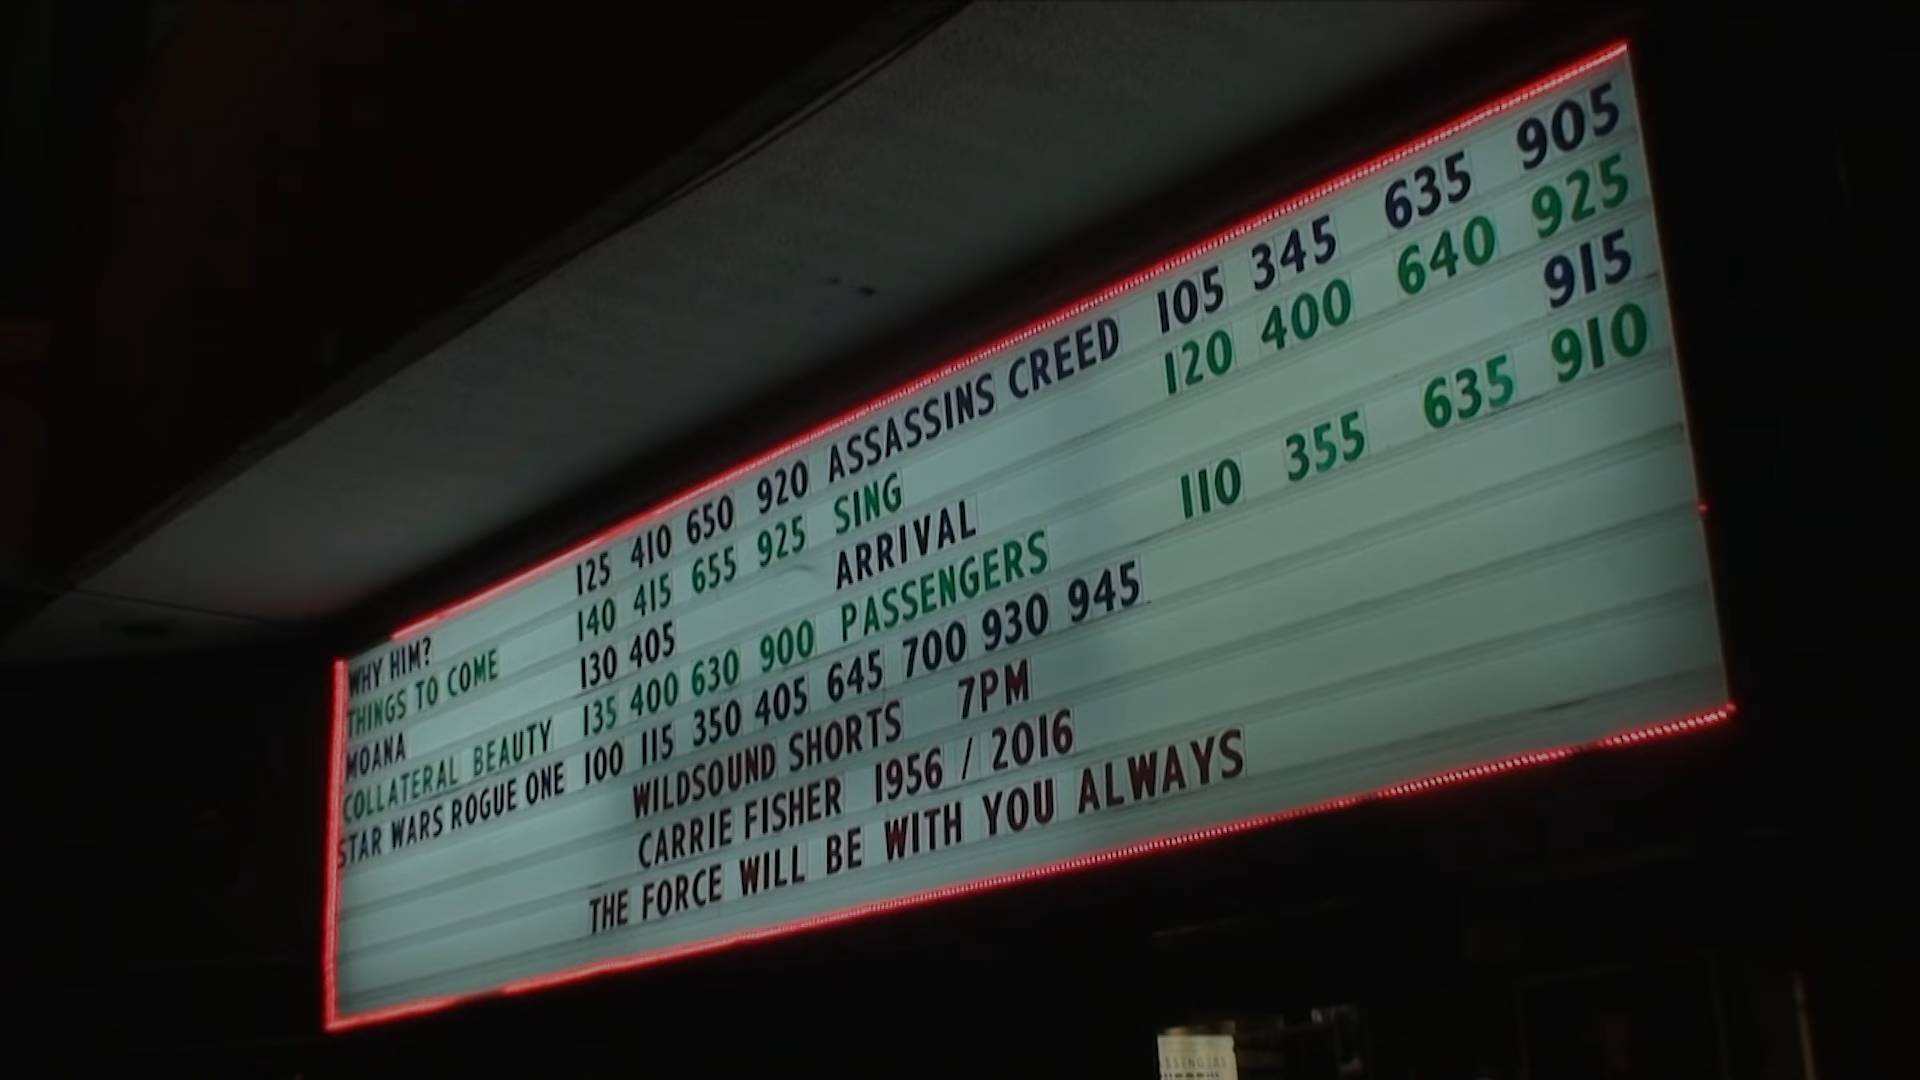 WHY HIM? 125 410 650 920 ASSASSINS CREED 105 345 635 905
THINGS TO COME 140 415 655 925 SING 120 400 640 925
MOANA 130 405 ARRIVAL 915
COLLATERAL BEAUTY 135 400 630 900 PASSENGERS 110 355 635 910
STAR WARS ROGUE ONE 100 115 350 405 645 700 930 945
WILDSOUND SHORTS 7PM
CARRIE FISHER 1956 / 2016
THE FORCE WILL BE WITH YOU ALWAYS